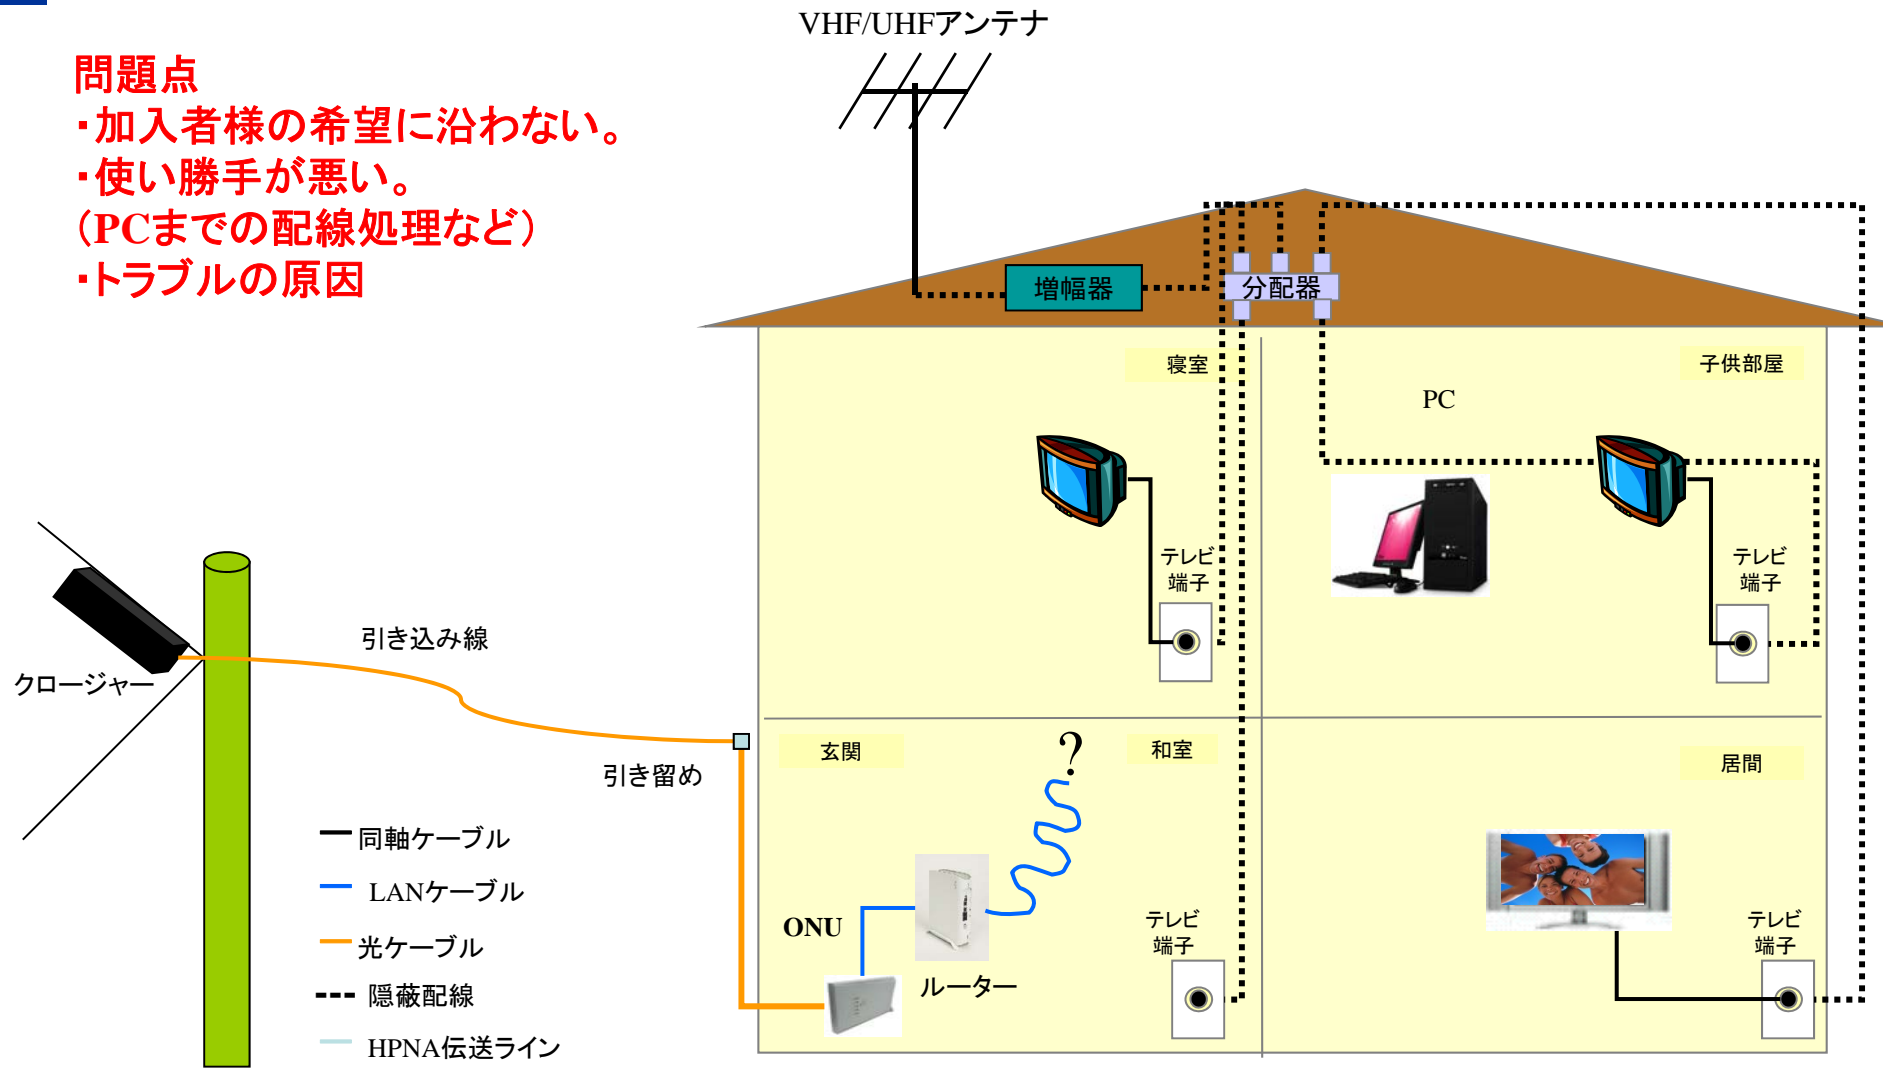 VHF/UHFアンテナ
問題点
・加入者様の希望に沿わない。
・使い勝手が悪い。
（PCまでの配線処理など）
・トラブルの原因
増幅器
分配器
寝室
子供部屋
PC
テレビ
端子
テレビ
端子
引き込み線
クロージャー
引き留め
玄関
?
和室
居間
同軸ケーブル
LANケーブル
光ケーブル
隠蔽配線
HPNA伝送ライン
ONU
ルーター
テレビ
端子
テレビ
端子